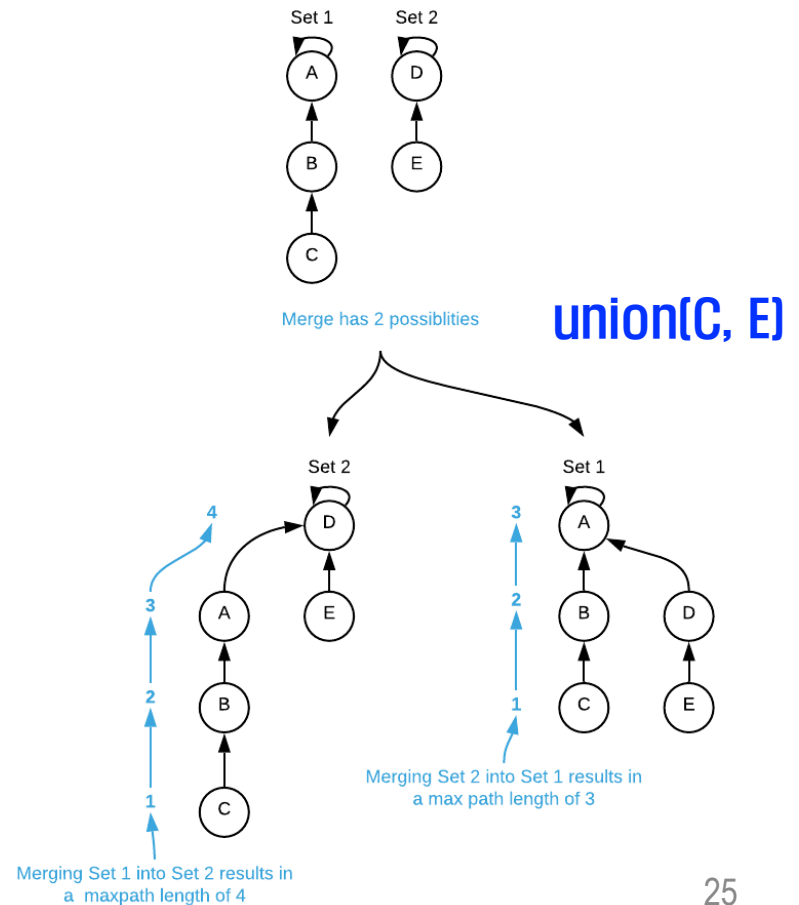 Set 1
Set 2
A
D
B
E
C
Merge has 2 possiblities
union(C, E)
Set 2
Set 1
4
D
3
A
3
A
E
2
B
D
2
B
1
C
E
1
C
Merging Set 2 into Set 1 results in
a max path length of 3
Merging Set 1 into Set 2 results in
a maxpath length of 4
25